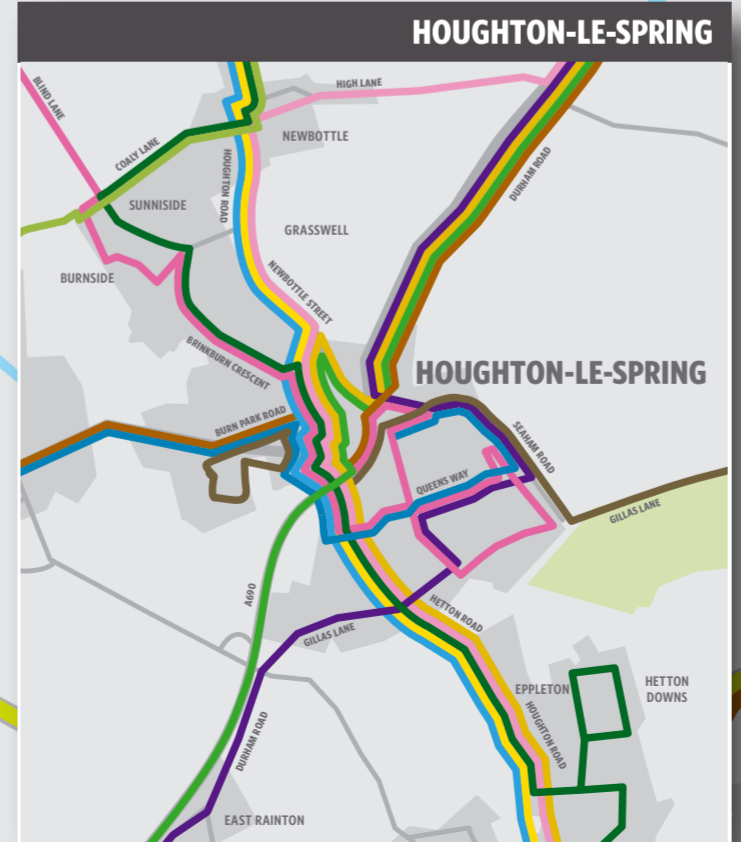 HOUGHTON-LE-SPRING
BLIND LANE
HIGH LANE
NEWBOTTLE
COALY LANE
HOUGHTON ROAD
DURHAM ROAD
SUNNISIDE
GRASSWELL
BURNSIDE
NEWBOTTLE STREET
BRINKBURN CRESCENT
HOUGHTON-LE-SPRING
BURN PARK ROAD
SEAHAM ROAD
QUEENS WAY
GILLAS LANE
A690
HETTON ROAD
GILLAS LANE
EPPLETON
HETTON
DOWNS
HOUGHTON ROAD
DURHAM ROAD
EAST RAINTON